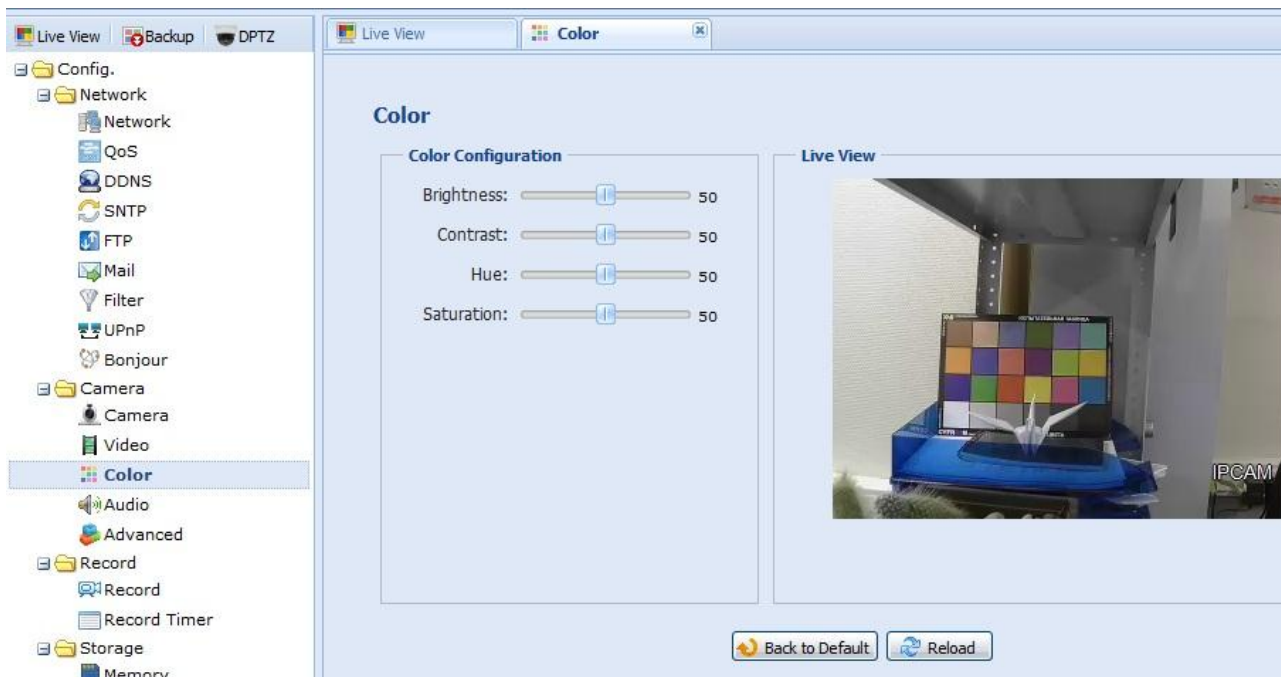 Live View Backup DPTZ
Config.
Network
Network
QoS
DDNS
SNTP
FTP
Mail
Filter
UPnP
Bonjour
Camera
Camera
Video
Color
Audio
Advanced
Record
Record
Record Timer
Storage
Memory
Live View Color
Color
Color Configuration
Brightness: 50
Contrast: 50
Hue: 50
Saturation: 50
Live View
IPCAM
Back to Default Reload